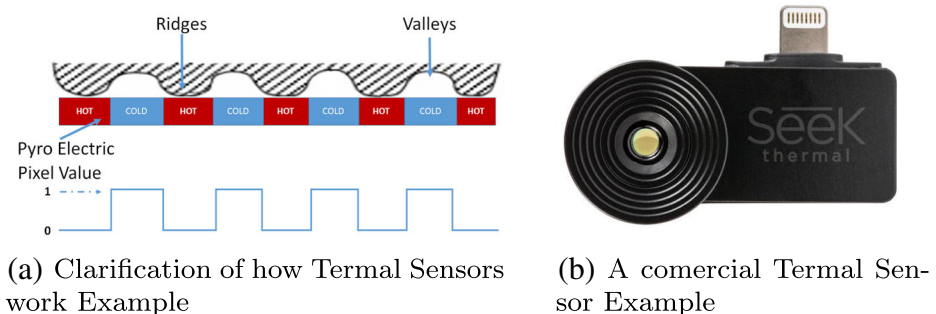 Ridges
Valleys
HOT COLD HOT COLD HOT COLD HOT COLD HOT
Pyro Electric
Pixel Value
1
0
(a) Clarification of how Termal Sensors
work Example
Seek
thermal
(b) A comercial Termal Sen-
sor Example